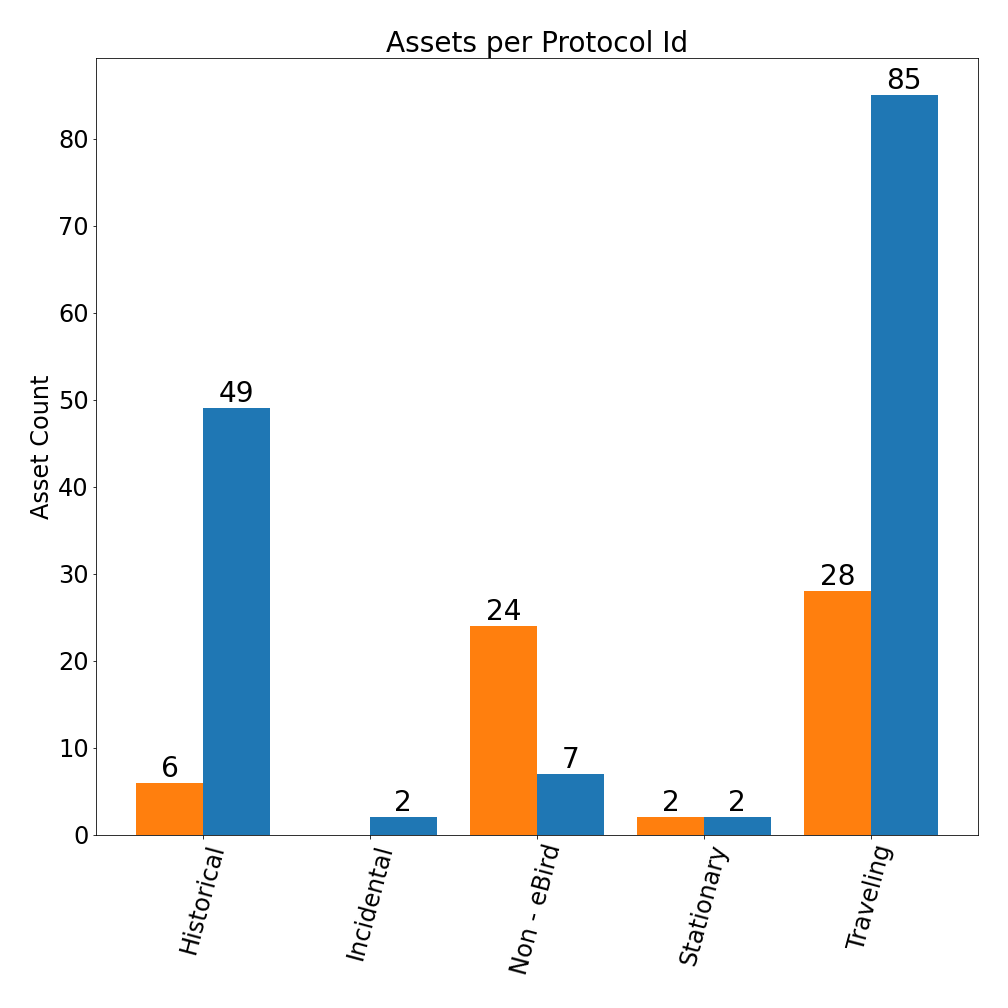 Assets per Protocol Id
Asset Count
80
70
60
50
40
30
20
10
0
6
49
2
24
7
2
2
28
85
Historical
Incidental
Non - eBird
Stationary
Traveling